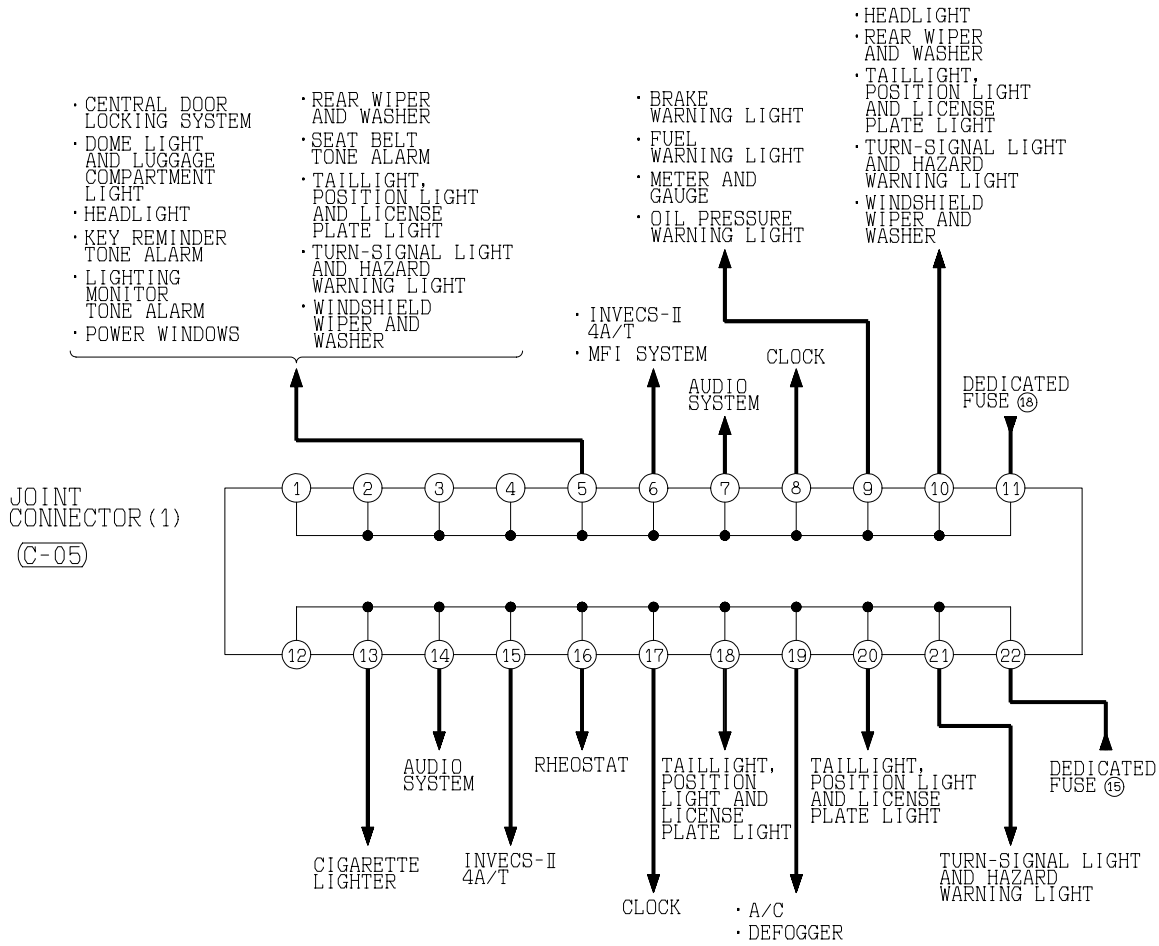 · CENTRAL DOOR
LOCKING SYSTEM
· DOME LIGHT
AND LUGGAGE
COMPARTMENT
LIGHT
· HEADLIGHT
· KEY REMINDER
TONE ALARM
· LIGHTING
MONITOR
TONE ALARM
· POWER WINDOWS
· REAR WIPER
AND WASHER
· SEAT BELT
TONE ALARM
· TAILLIGHT,
POSITION LIGHT
AND LICENSE
PLATE LIGHT
· TURN-SIGNAL LIGHT
AND HAZARD
WARNING LIGHT
· WINDSHIELD
WIPER AND
WASHER
· INVECS-Ⅱ
4A/T
· MFI SYSTEM
AUDIO
SYSTEM
CLOCK
· BRAKE
WARNING LIGHT
· FUEL
WARNING LIGHT
· METER AND
GAUGE
· OIL PRESSURE
WARNING LIGHT
· HEADLIGHT
· REAR WIPER
AND WASHER
· TAILLIGHT,
POSITION LIGHT
AND LICENSE
PLATE LIGHT
· TURN-SIGNAL LIGHT
AND HAZARD
WARNING LIGHT
· WINDSHIELD
WIPER AND
WASHER
DEDICATED
FUSE ⑱
JOINT
CONNECTOR(1)
C-05
1 2 3 4 5 6 7 8 9 10 11
12 13 14 15 16 17 18 19 20 21 22
CIGARETTE
LIGHTER
AUDIO
SYSTEM
INVECS-Ⅱ
4A/T
RHEOSTAT
CLOCK
TAILLIGHT,
POSITION
LIGHT AND
LICENSE
PLATE LIGHT
· A/C
· DEFOGGER
TAILLIGHT,
POSITION LIGHT
AND LICENSE
PLATE LIGHT
TURN-SIGNAL LIGHT
AND HAZARD
WARNING LIGHT
DEDICATED
FUSE ⑮